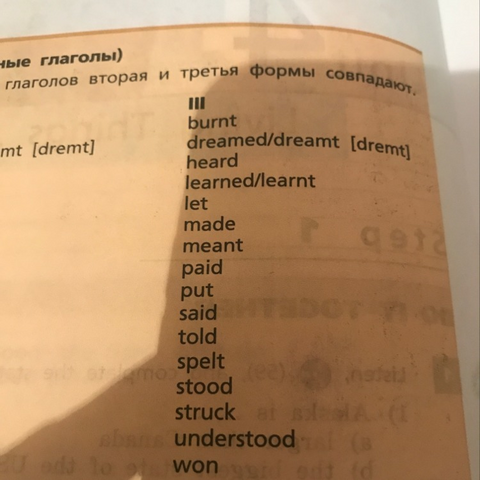 ные глаголы)
глаголов вторая и третья формы совпадают.
III
burnt
mt [dremt] dreamed/dreamt [dremt]
heard
learned/learnt
let
made
meant
paid
put
said
told
spelt
stood
struck
understood
won